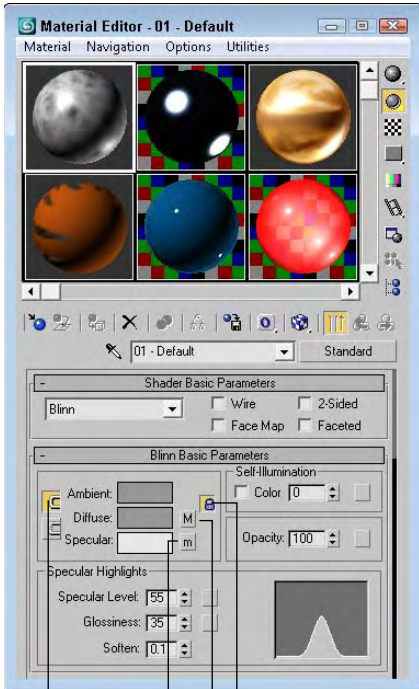 Material Editor - 01 - Default
Material Navigation Options Utilities
01 - Default Standard
- Shader Basic Parameters
Blinn Wire 2-Sided
Face Map Faceted
- Blinn Basic Parameters
Self-Illumination
Ambient: Color 0
Diffuse: M
Specular: m Opacity: 100
Specular Highlights
Specular Level: 55
Glossiness: 35
Soften: 0.1